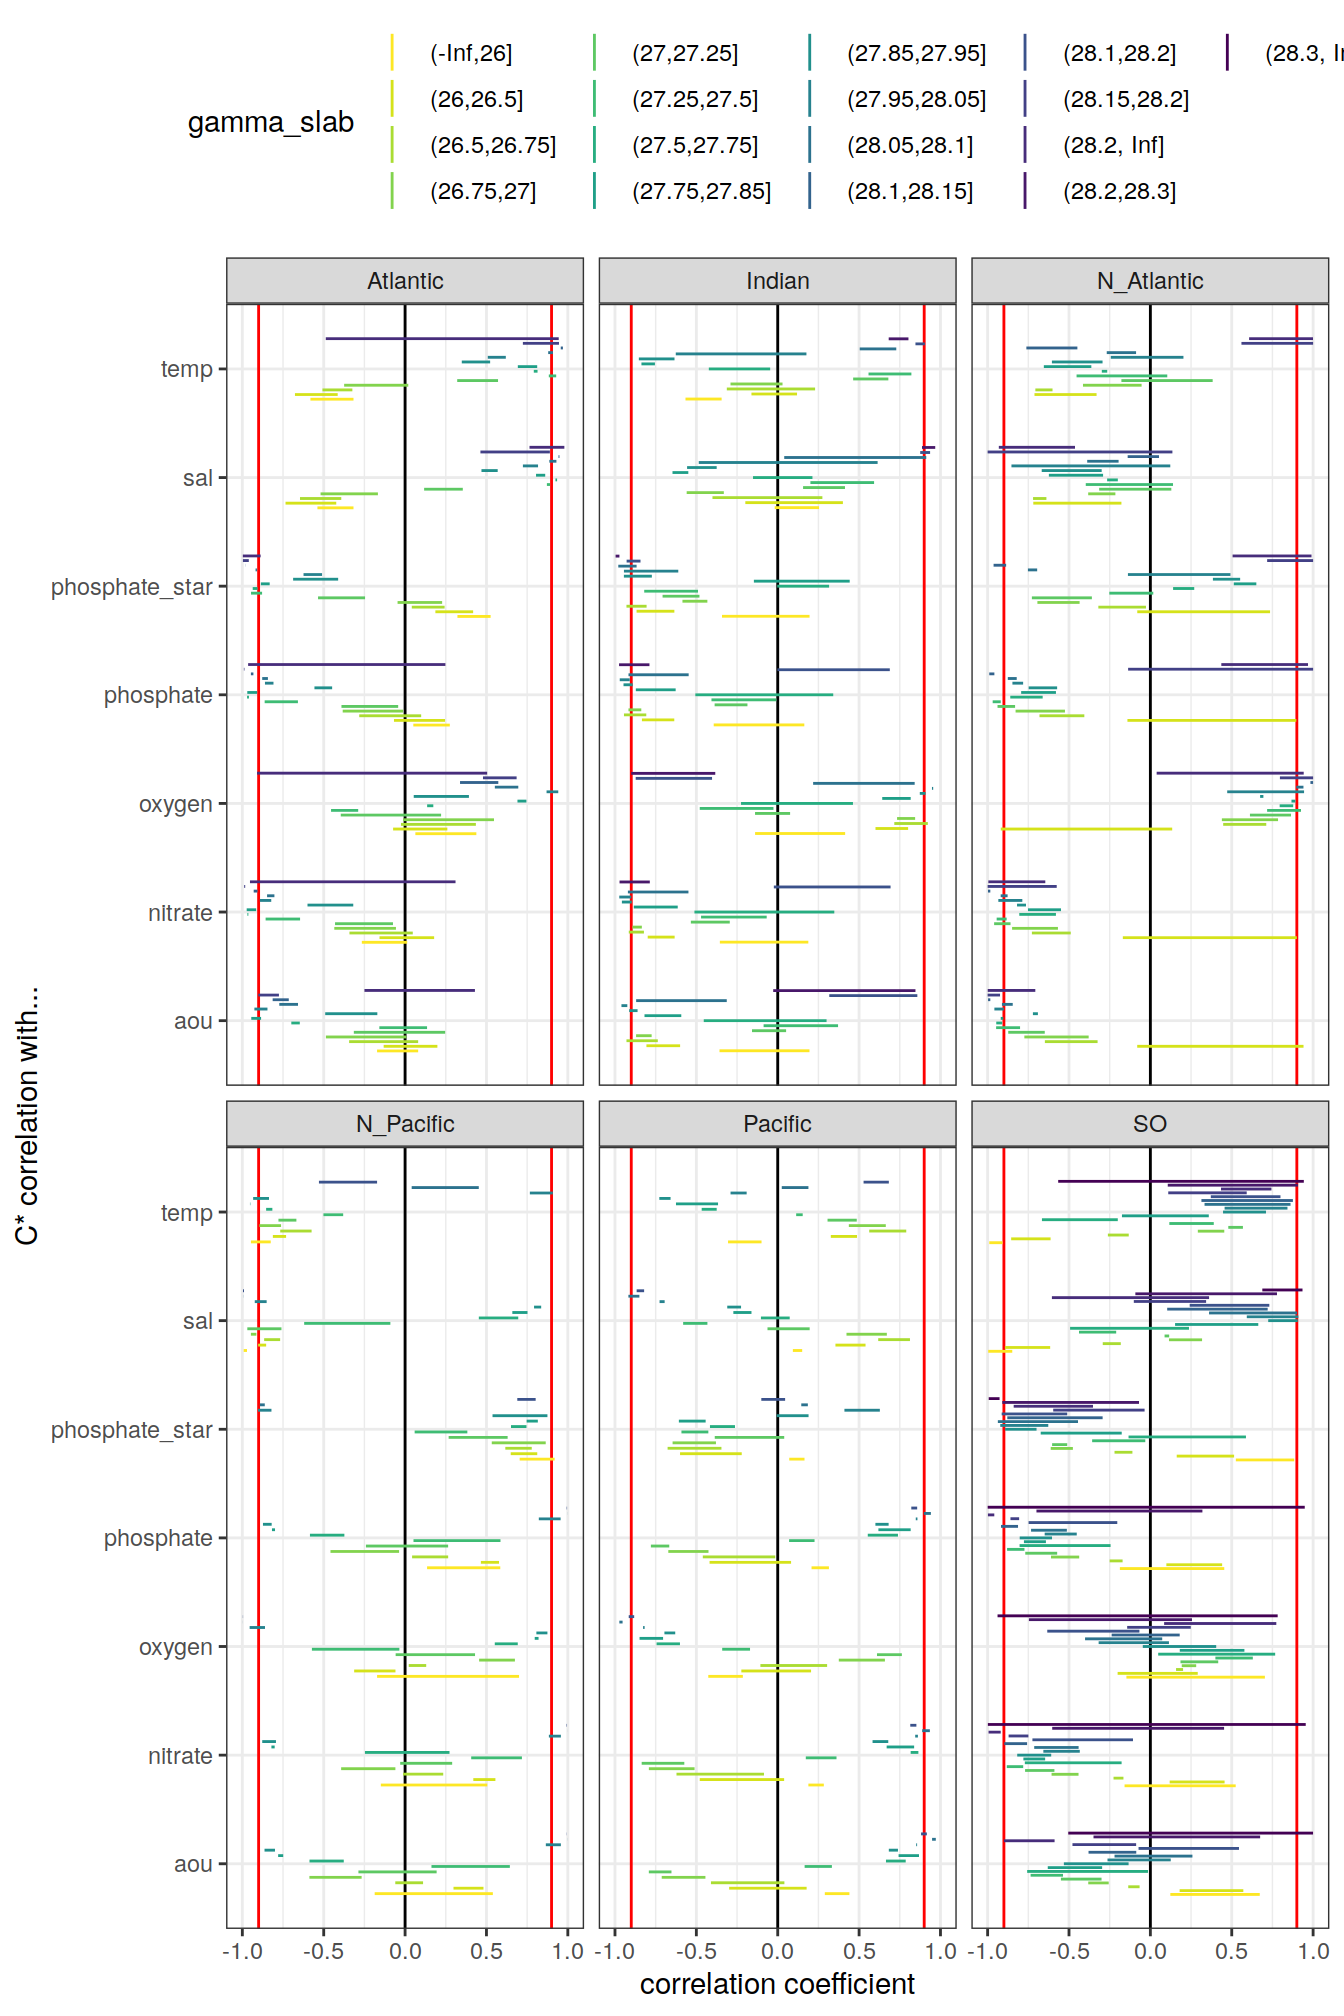 gamma_slab
(-Inf,26] (27,27.25] (27.85,27.95] (28.1,28.2] (28.3, I
(26,26.5] (27.25,27.5] (27.95,28.05] (28.15,28.2]
(26.5,26.75] (27.5,27.75] (28.05,28.1] (28.2, Inf]
(26.75,27] (27.75,27.85] (28.1,28.15] (28.2,28.3]
Atlantic Indian N_Atlantic
temp
sal
phosphate_star
phosphate
oxygen
nitrate
aou
C* correlation with...
N_Pacific Pacific SO
temp
sal
phosphate_star
phosphate
oxygen
nitrate
aou
-1.0 -0.5 0.0 0.5 1.0 -1.0 -0.5 0.0 0.5 1.0 -1.0 -0.5 0.0 0.5 1.0
correlation coefficient